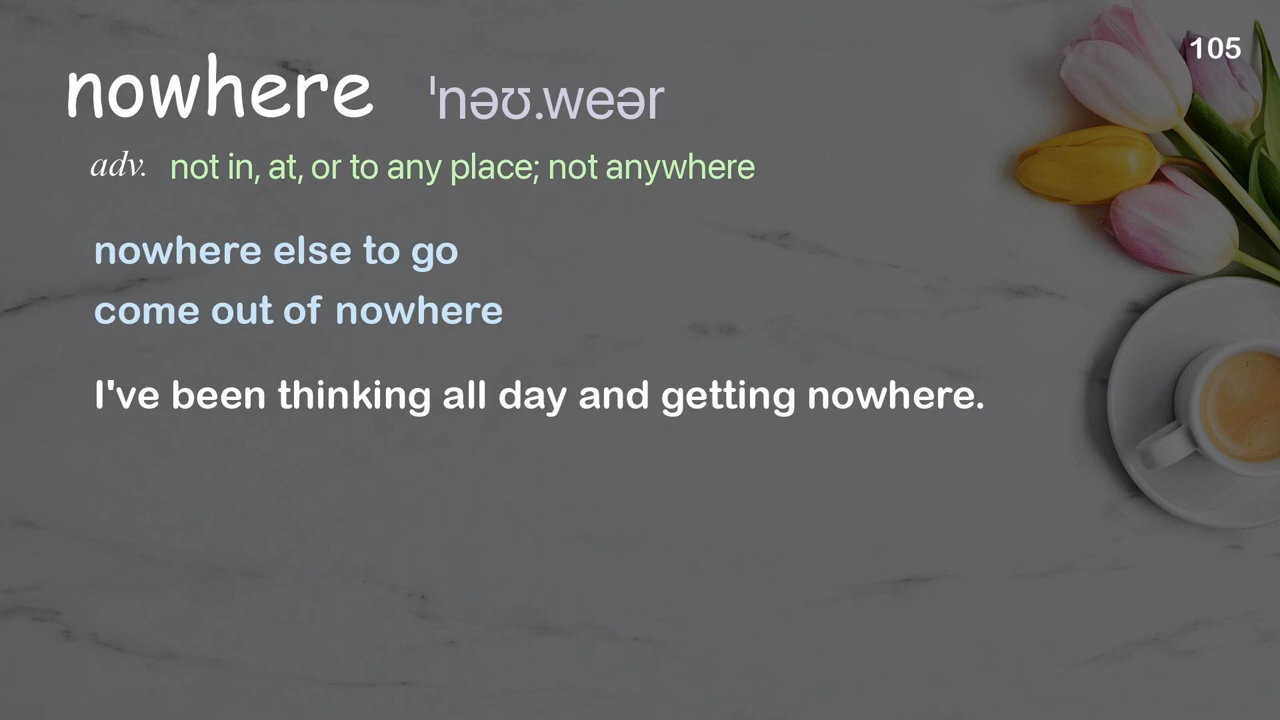 105
nowhere ˈnəʊ.weər
adv. not in, at, or to any place; not anywhere
nowhere else to go
come out of nowhere
I've been thinking all day and getting nowhere.